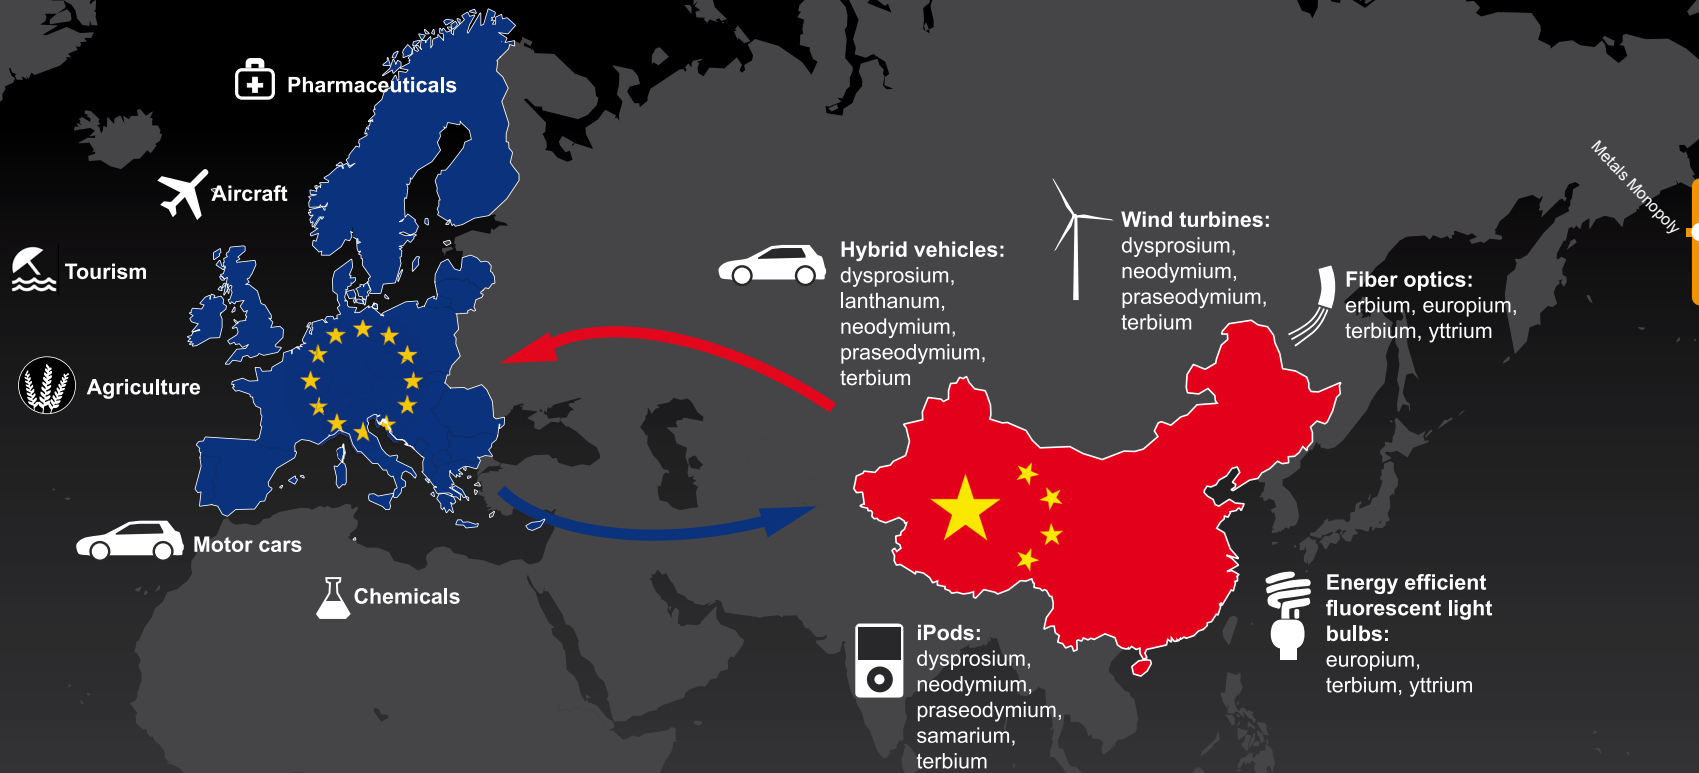 Pharmaceuticals
Aircraft
Tourism
Agriculture
Motor cars
Chemicals
Hybrid vehicles:
dysprosium,
lanthanum,
neodymium,
praseodymium,
terbium
Wind turbines:
dysprosium,
neodymium,
praseodymium,
terbium
Fiber optics:
erbium, europium,
terbium, yttrium
Metals Monopoly
iPods:
dysprosium,
neodymium,
praseodymium,
samarium,
terbium
Energy efficient
fluorescent light
bulbs:
europium,
terbium, yttrium